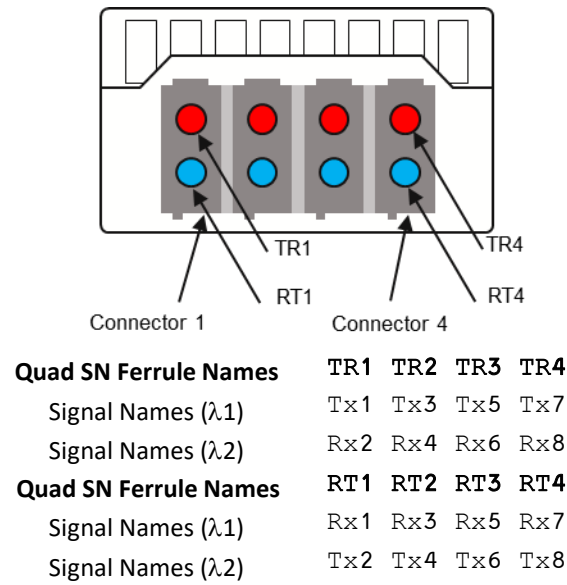 TR1
TR4
RT1
RT4
Connector 1
Connector 4
Quad SN Ferrule Names TR1 TR2 TR3 TR4
Signal Names (λ1) Tx1 Tx3 Tx5 Tx7
Signal Names (λ2) Rx2 Rx4 Rx6 Rx8
Quad SN Ferrule Names RT1 RT2 RT3 RT4
Signal Names (λ1) Rx1 Rx3 Rx5 Rx7
Signal Names (λ2) Tx2 Tx4 Tx6 Tx8